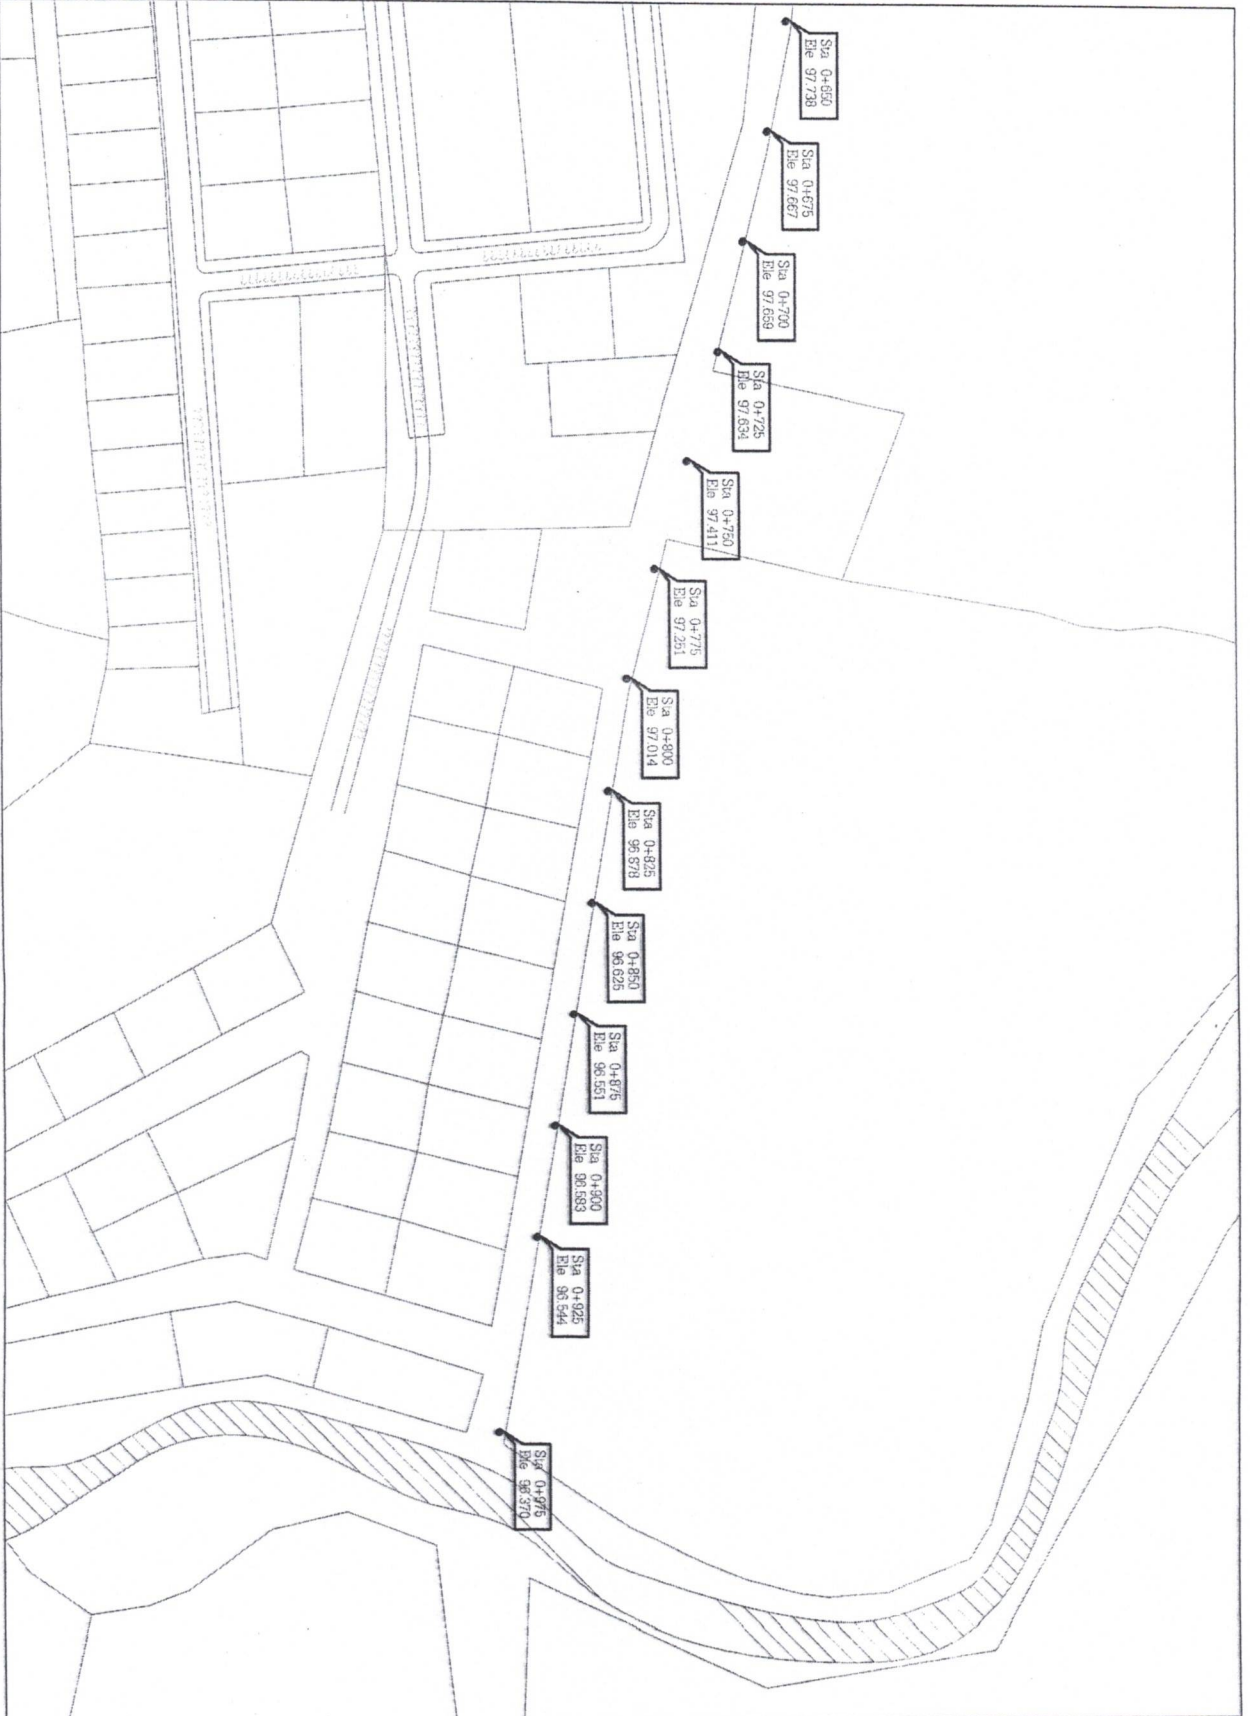 Sta 0+650
Ele 97.738
Sta 0+675
Ele 97.667
Sta 0+700
Ele 97.659
Sta 0+725
Ele 97.634
Sta 0+750
Ele 97.411
Sta 0+775
Ele 97.251
Sta 0+800
Ele 97.014
Sta 0+825
Ele 96.878
Sta 0+850
Ele 96.625
Sta 0+875
Ele 96.551
Sta 0+900
Ele 96.583
Sta 0+925
Ele 96.544
Sta 0+975
Ele 96.370